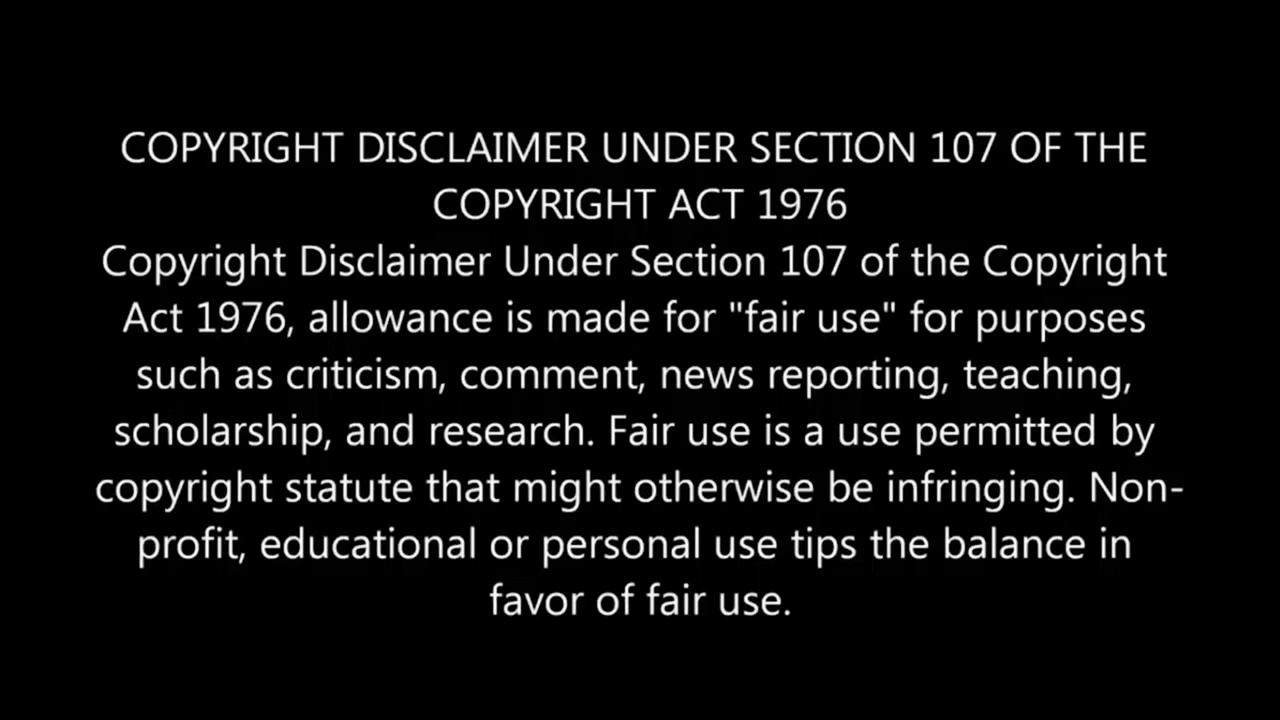 COPYRIGHT DISCLAIMER UNDER SECTION 107 OF THE
COPYRIGHT ACT 1976
Copyright Disclaimer Under Section 107 of the Copyright
Act 1976, allowance is made for "fair use" for purposes
such as criticism, comment, news reporting, teaching,
scholarship, and research. Fair use is a use permitted by
copyright statute that might otherwise be infringing. Non-
profit, educational or personal use tips the balance in
favor of fair use.